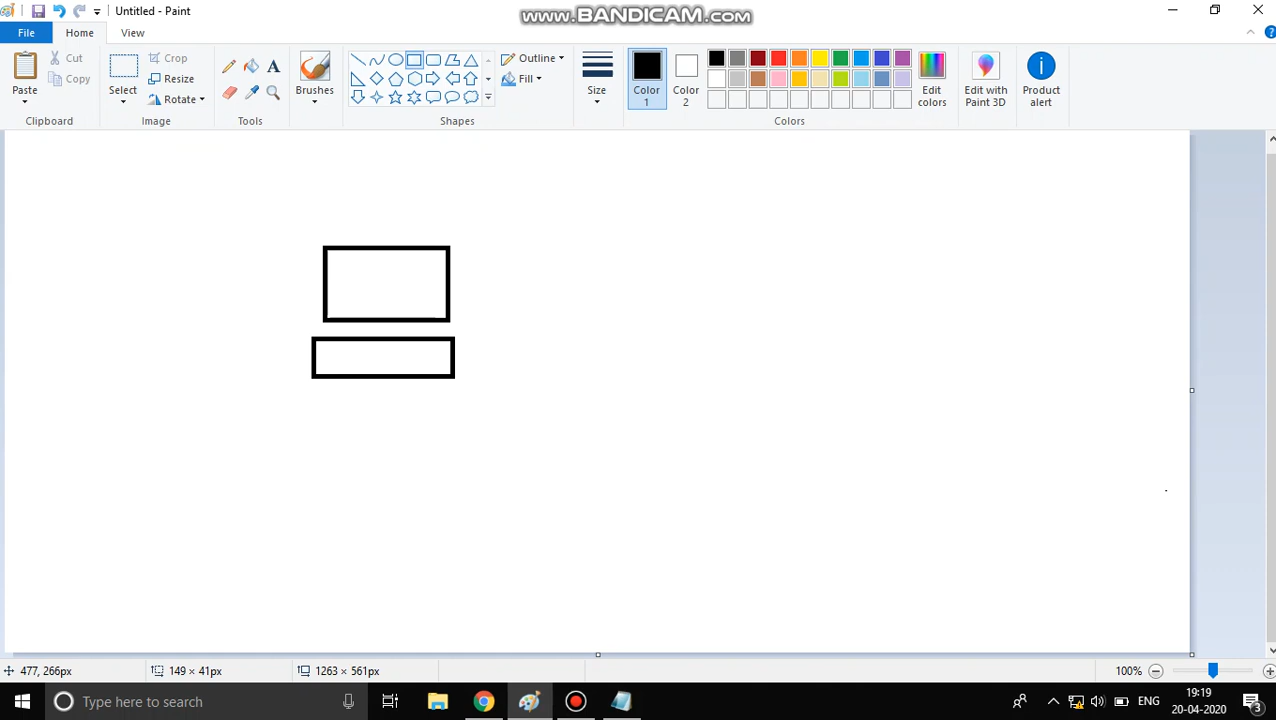 Untitled - Paint
www.BANDICAM.com
File Home View
Paste
Cut
Copy
Clipboard
Select
Crop
Resize
Rotate
Image
A
Tools
Brushes
Shapes
Outline
Fill
Size
Color 1
Color 2
Edit colors
Colors
Edit with Paint 3D
Product alert
477, 266px
149 × 41px
1263 × 561px
100%
Type here to search
ENG
19:19
20-04-2020
3